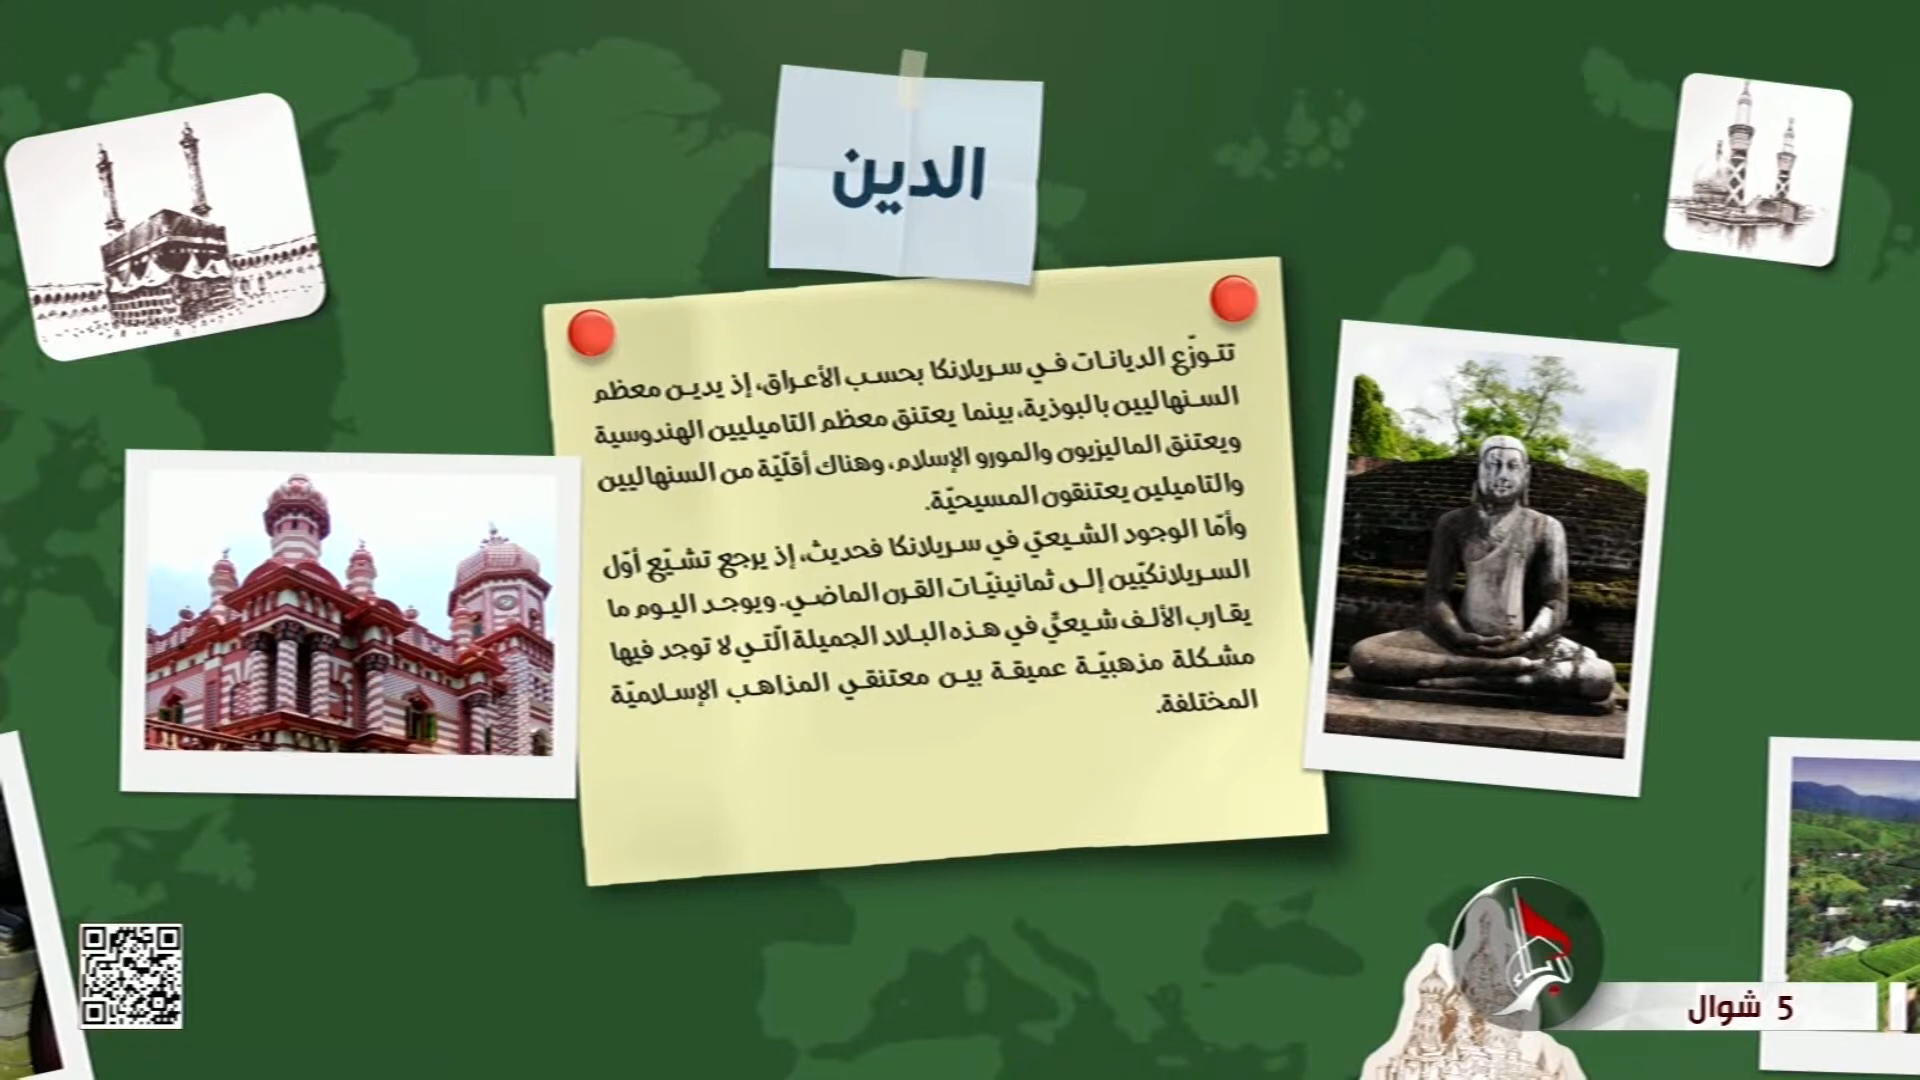 الدين
تتوزّع الديانات في سريلانكا بحسب الأعراق، إذ يدين معظم
السنهاليين بالبوذية، بينما يعتنق معظم التاميليين الهندوسية
ويعتنق الماليزيون والمورو الإسلام، وهناك أقلّيّة من السنهاليين
والتاميلين يعتنقون المسيحيّة.
وأمّا الوجود الشيعيّ في سريلانكا فحديث، إذ يرجع تشيّع أوّل
السريلانكيّين إلى ثمانينيّات القرن الماضي. ويوجد اليوم ما
يقارب الألف شيعيٍّ في هذه البلاد الجميلة الّتي لا توجد فيها
مشكلة مذهبيّة عميقة بين معتنقي المذاهب الإسلاميّة
المختلفة.
5 شوال